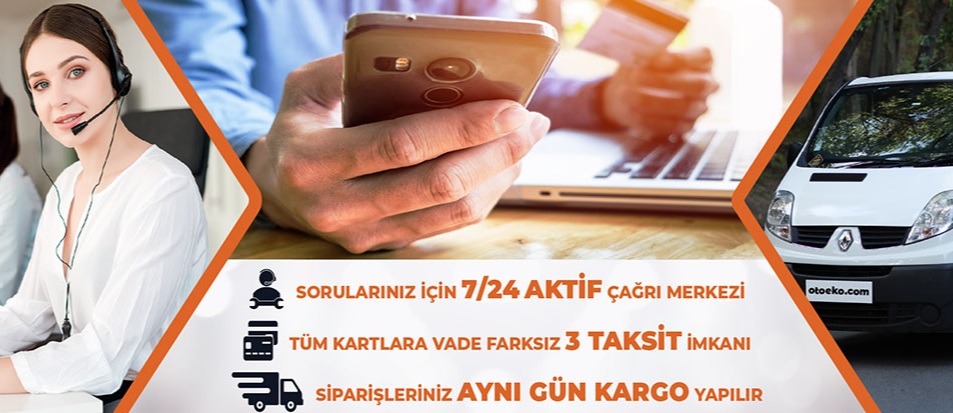 SORULARINIZ İÇİN 7/24 AKTİF ÇAĞRI MERKEZİ
TÜM KARTLARA VADE FARKSIZ 3 TAKSİT İMKANI
SİPARİŞLERİNİZ AYNI GÜN KARGO YAPILIR
otoeko.com